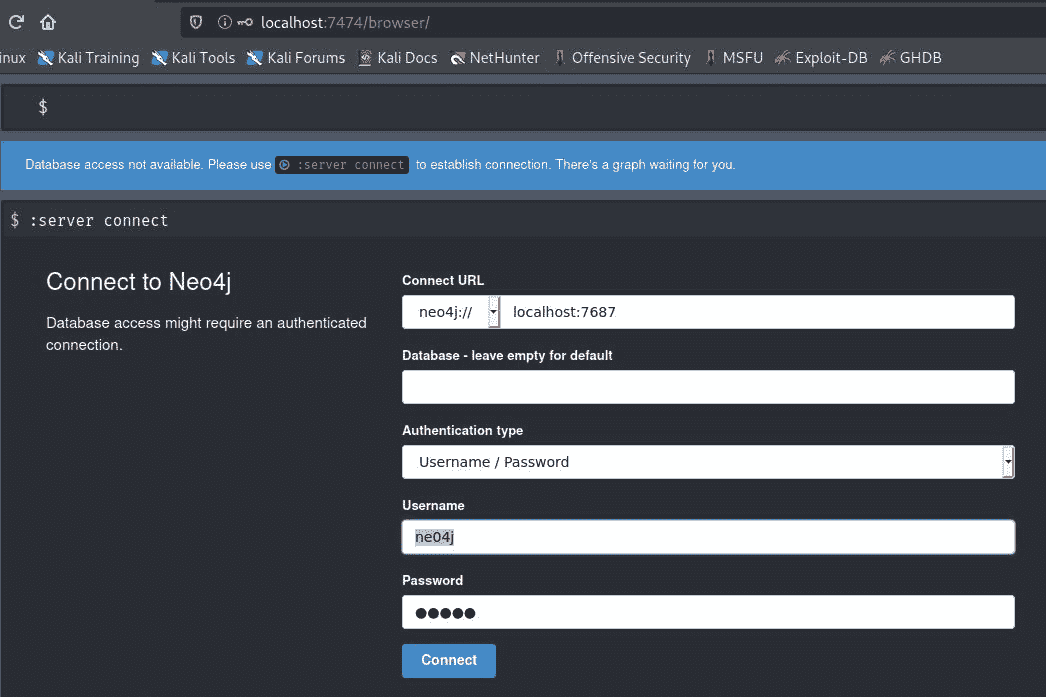 localhost:7474/browser/
inux Kali Training Kali Tools Kali Forums Kali Docs NetHunter Offensive Security MSFU Exploit-DB GHDB
$
Database access not available. Please use :server connect to establish connection. There's a graph waiting for you.
$ :server connect
Connect to Neo4j
Database access might require an authenticated
connection.
Connect URL
neo4j:// localhost:7687
Database - leave empty for default
Authentication type
Username / Password
Username
ne04j
Password
●●●●●
Connect